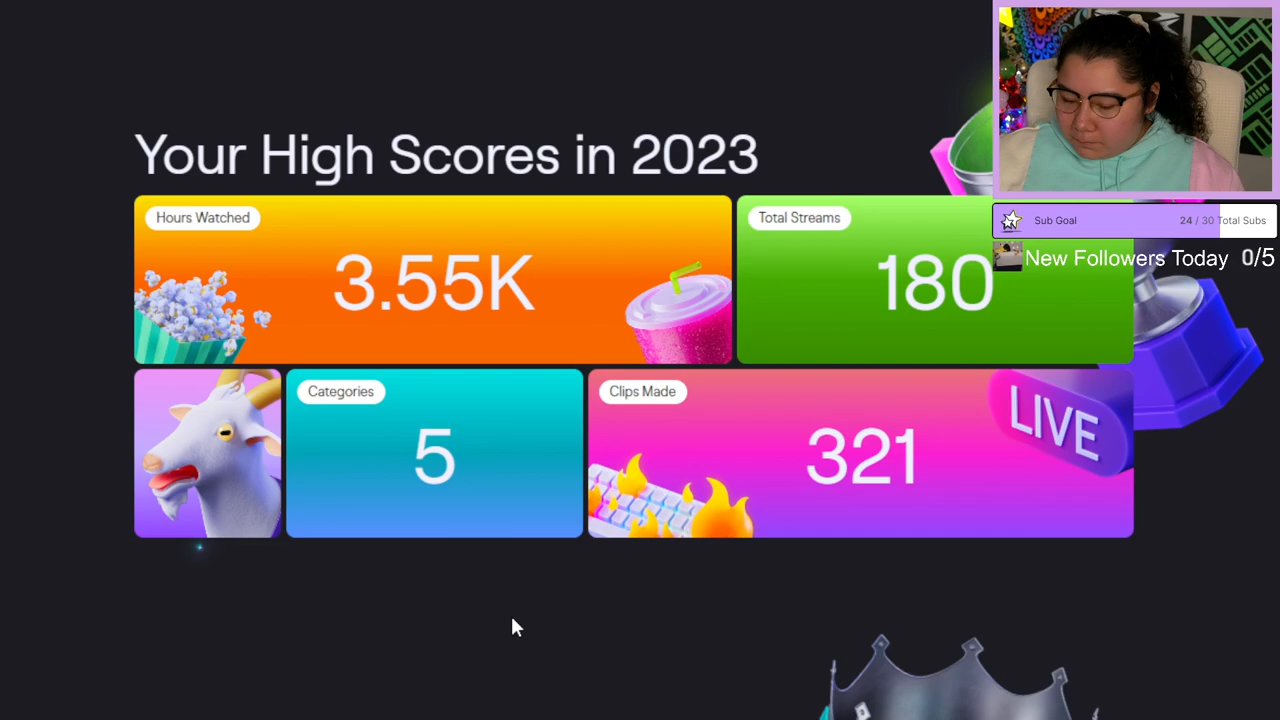 Your High Scores in 2023
Hours Watched
3.55K
Total Streams
180
Sub Goal
24 / 30 Total Subs
New Followers Today 0/5
Categories
5
Clips Made
321
LIVE